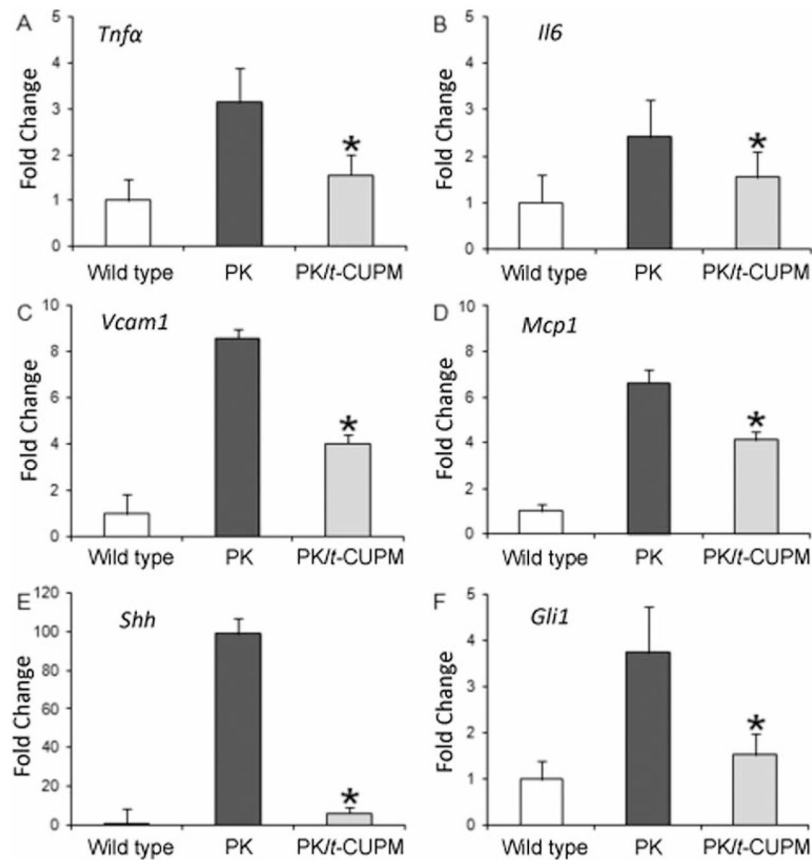 A
Tnfα
Fold Change
5
4
3
2
1
0
*
Wild type PK PK/t-CUPM
B
Il6
Fold Change
5
4
3
2
1
0
*
Wild type PK PK/t-CUPM
C
Vcam1
Fold Change
10
8
6
4
2
0
*
Wild type PK PK/t-CUPM
D
Mcp1
Fold Change
10
8
6
4
2
0
*
Wild type PK PK/t-CUPM
E
Shh
Fold Change
120
100
80
60
40
20
0
*
Wild type PK PK/t-CUPM
F
Gli1
Fold Change
5
4
3
2
1
0
*
Wild type PK PK/t-CUPM